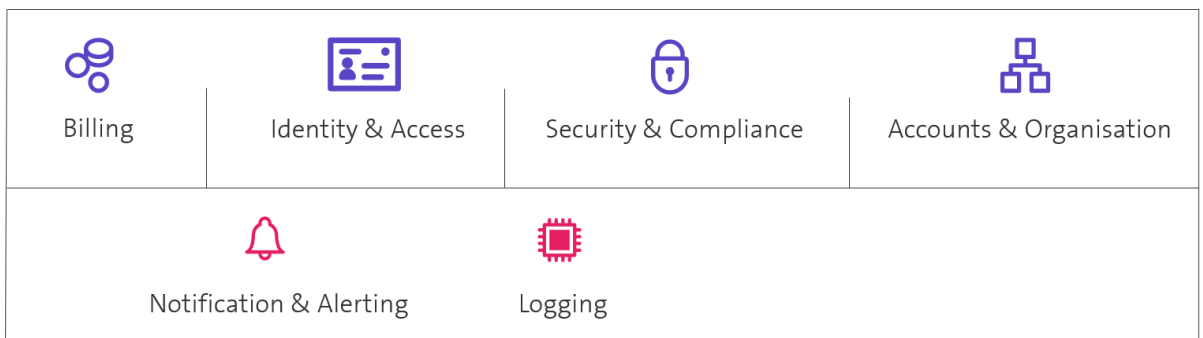 Billing
Identity & Access
Security & Compliance
Accounts & Organisation
Notification & Alerting
Logging